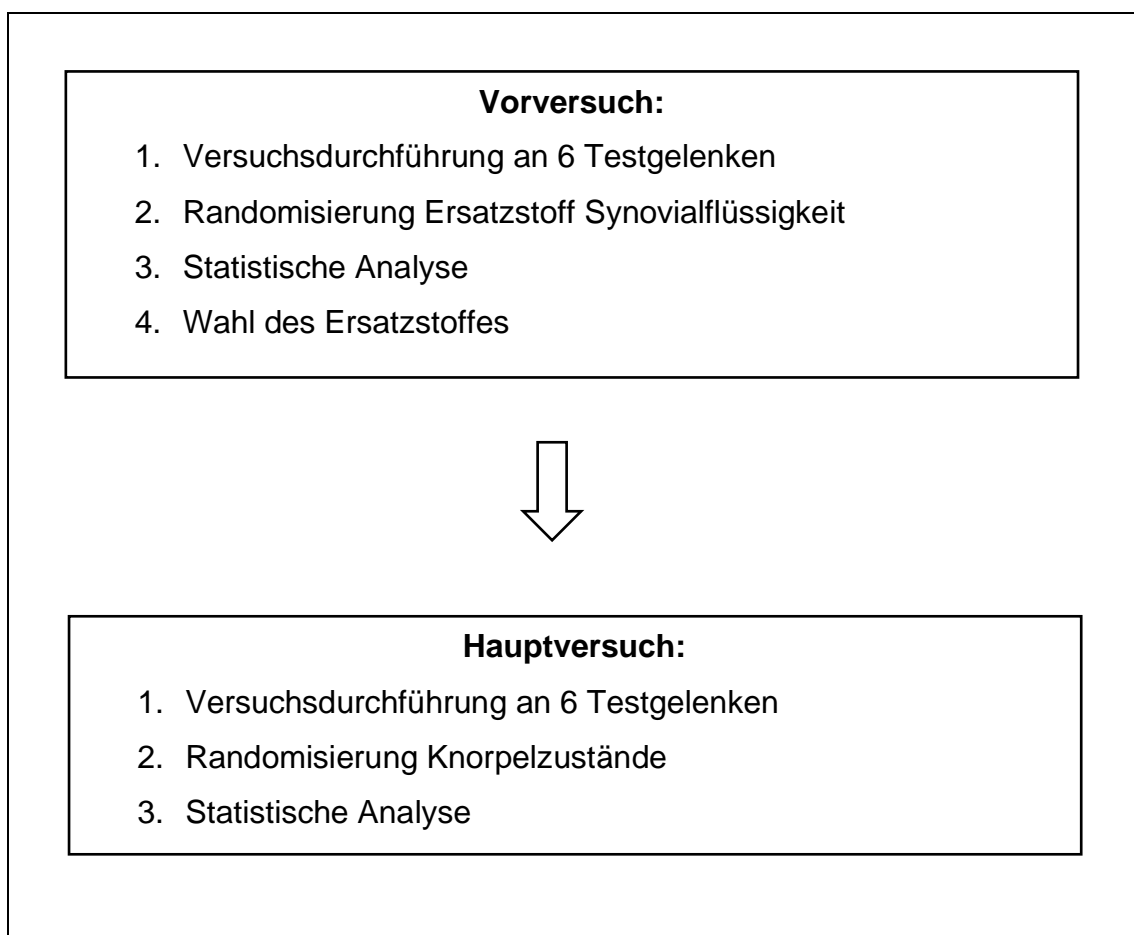 Vorversuch:
1. Versuchsdurchführung an 6 Testgelenken
2. Randomisierung Ersatzstoff Synovialflüssigkeit
3. Statistische Analyse
4. Wahl des Ersatzstoffes
Hauptversuch:
1. Versuchsdurchführung an 6 Testgelenken
2. Randomisierung Knorpelzustände
3. Statistische Analyse